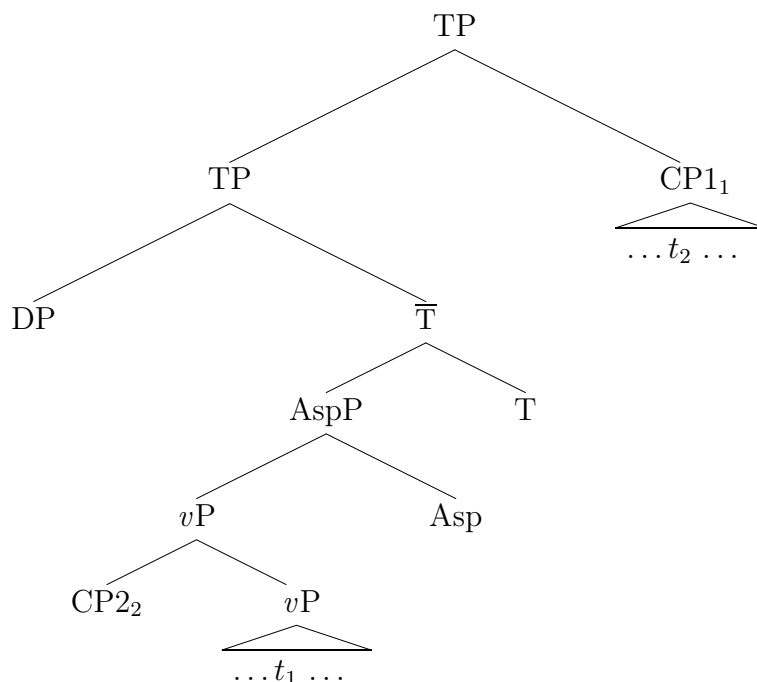 TP
TP CP1₁
… t₂ …
DP T̅
AspP T
vP Asp
CP2₂ vP
… t₁ …